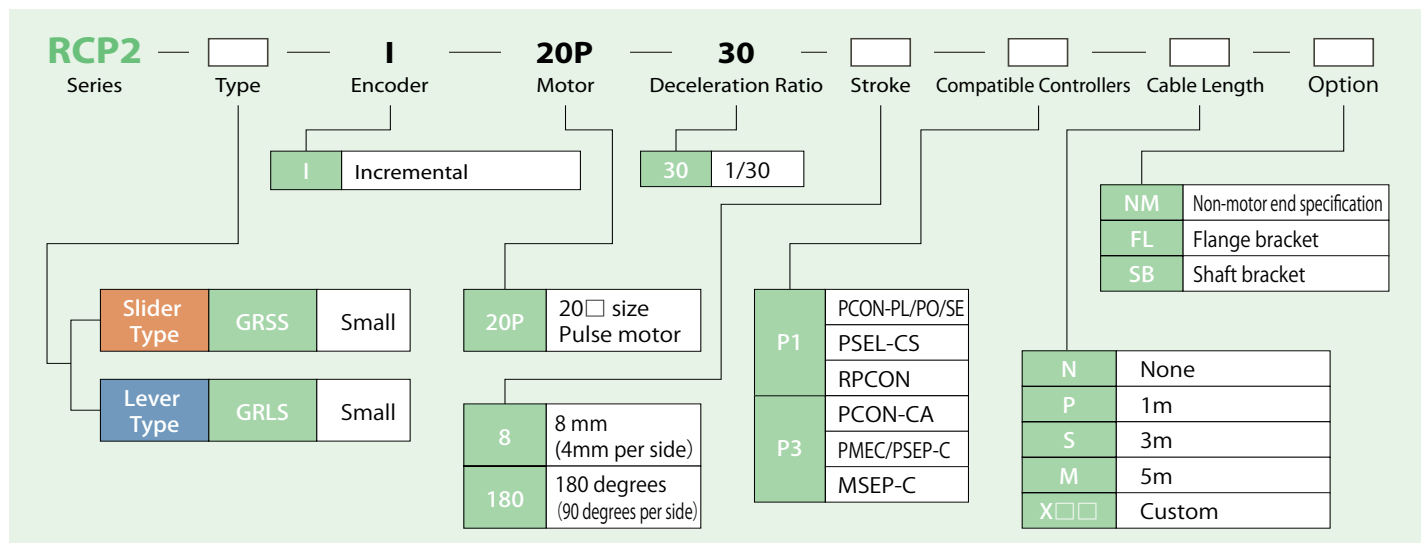 RCP2 — □ — I — 20P — 30 — □ — □ — □ — □
Series Type Encoder Motor Deceleration Ratio Stroke Compatible Controllers Cable Length Option
I Incremental
30 1/30
NM Non-motor end specification
FL Flange bracket
SB Shaft bracket
Slider
Type
GRSS Small
Lever
Type
GRLS Small
20P
20□ size
Pulse motor
8
8 mm
(4mm per side)
180
180 degrees
(90 degrees per side)
P1
PCON-PL/PO/SE
PSEL-CS
RPCON
P3
PCON-CA
PMEC/PSEP-C
MSEP-C
N None
P 1m
S 3m
M 5m
X□□ Custom